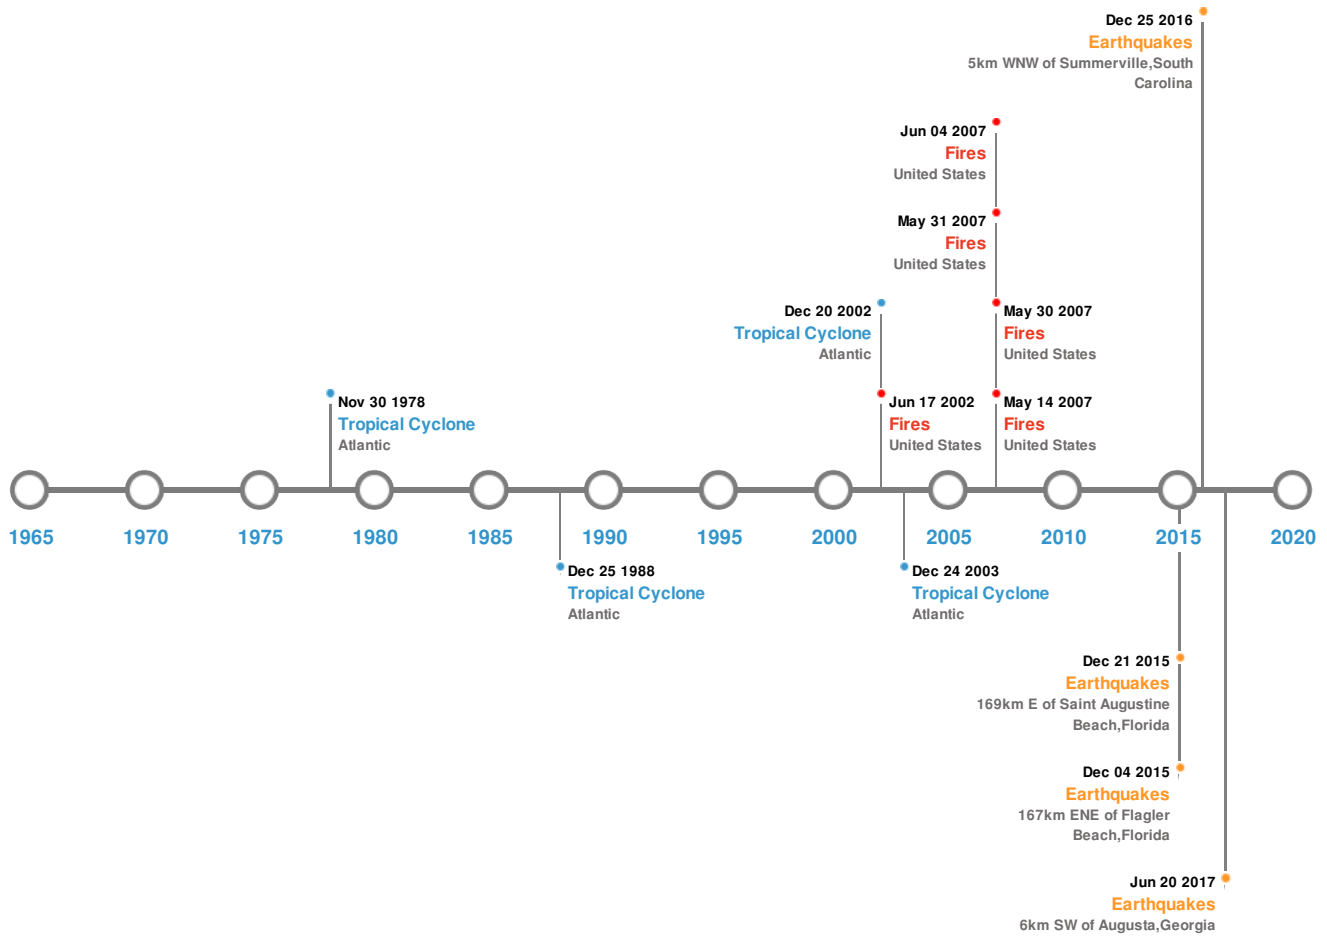 Dec 25 2016
Earthquakes
5km WNW of Summerville,South
Carolina
Jun 04 2007
Fires
United States
May 31 2007
Fires
United States
Dec 20 2002
Tropical Cyclone
Atlantic
May 30 2007
Fires
United States
Nov 30 1978
Tropical Cyclone
Atlantic
Jun 17 2002
Fires
United States
May 14 2007
Fires
United States
1965 1970 1975 1980 1985 1990 1995 2000 2005 2010 2015 2020
Dec 25 1988
Tropical Cyclone
Atlantic
Dec 24 2003
Tropical Cyclone
Atlantic
Dec 21 2015
Earthquakes
169km E of Saint Augustine
Beach,Florida
Dec 04 2015
Earthquakes
167km ENE of Flagler
Beach,Florida
Jun 20 2017
Earthquakes
6km SW of Augusta,Georgia